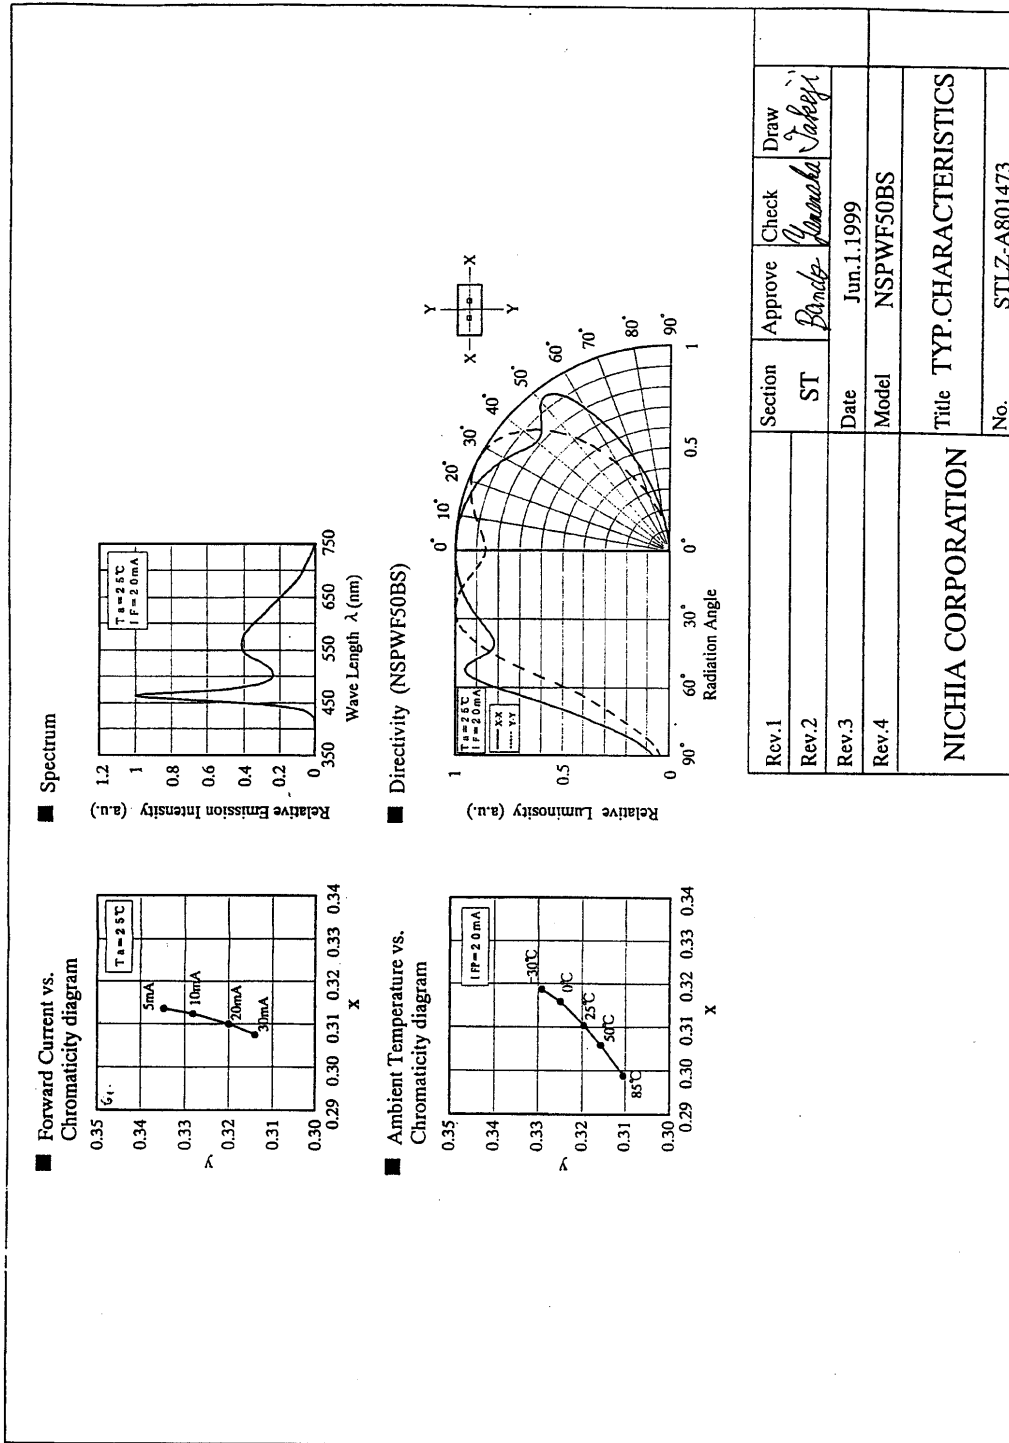 ■ Forward Current vs.
Chromaticity diagram
Ta=25℃
0.35
0.34
0.33
0.32
0.31
0.30
y
5mA
10mA
20mA
30mA
0.29 0.30 0.31 0.32 0.33 0.34
x
■ Spectrum
Ta=25℃
IF=20mA
Relative Emission Intensity (a.u.)
1.2
1
0.8
0.6
0.4
0.2
0
350 450 550 650 750
Wave Length λ (nm)
■ Ambient Temperature vs.
Chromaticity diagram
IFP=20mA
0.35
0.34
0.33
0.32
0.31
0.30
y
-30℃
0℃
25℃
50℃
85℃
0.29 0.30 0.31 0.32 0.33 0.34
x
■ Directivity (NSPWF50BS)
Ta=25℃
IF=20mA
X-X
Y-Y
Relative Luminosity (a.u.)
1
0.5
0
90° 60° 30° 0° 0.5 1
Radiation Angle
0° 10° 20° 30° 40° 50° 60° 70° 80° 90°
Y
X X
Y
Rev.1
Rev.2
Rev.3
Rev.4
Section Approve Check Draw
ST Bando Yamanaka Takeji
Date Jun.1.1999
Model NSPWF50BS
NICHIA CORPORATION
Title TYP.CHARACTERISTICS
No. STLZ-A801473